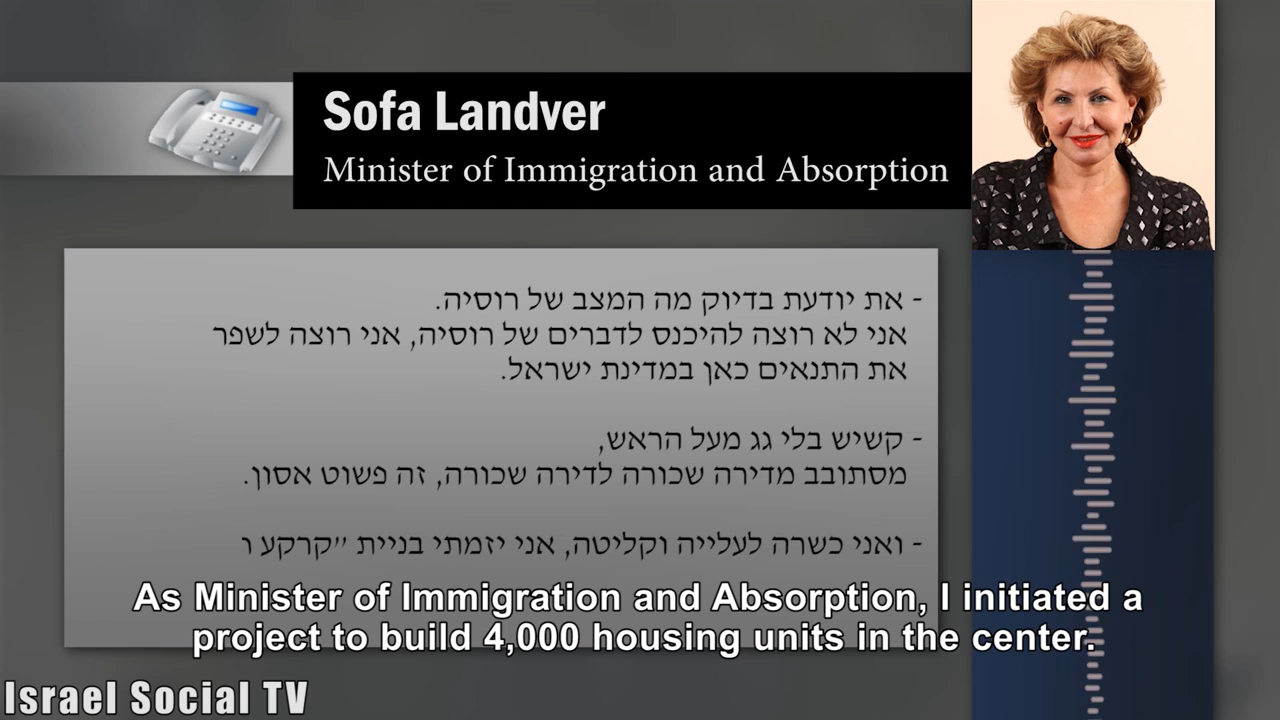 Sofa Landver
Minister of Immigration and Absorption
- את יודעת בדיוק מה המצב של רוסיה.
אני לא רוצה להיכנס לדברים של רוסיה, אני רוצה לשפר
את התנאים כאן במדינת ישראל.
- קשיש בלי גג מעל הראש,
מסתובב מדירה שכורה לדירה שכורה, זה פשוט אסון.
- ואני כשרה לעלייה וקליטה, אני יזמתי בניית "קרקע ו
As Minister of Immigration and Absorption, I initiated a
project to build 4,000 housing units in the center.
Israel Social TV